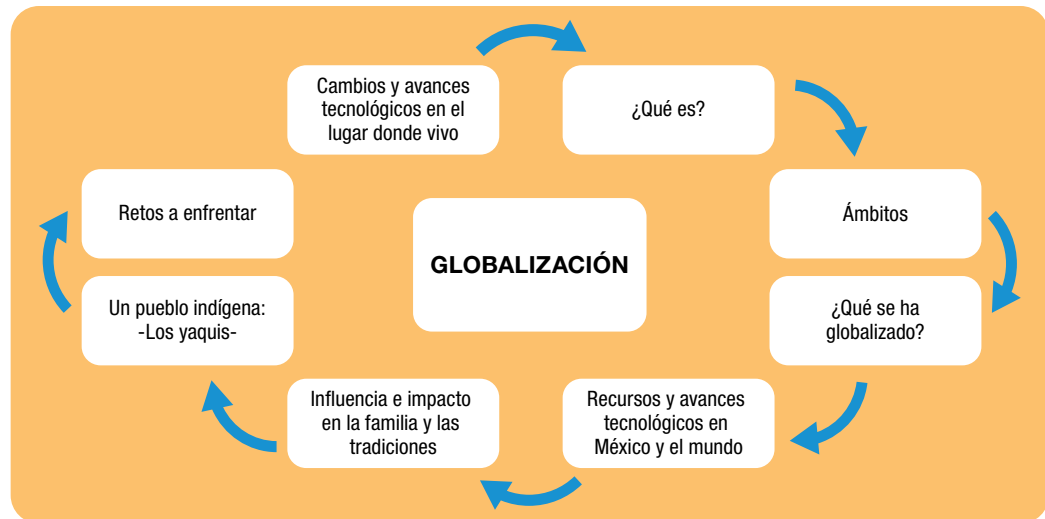 Cambios y avances
tecnológicos en el
lugar donde vivo
¿Qué es?
Ámbitos
¿Qué se ha
globalizado?
Recursos y avances
tecnológicos en
México y el mundo
Influencia e impacto
en la familia y las
tradiciones
Un pueblo indígena:
-Los yaquis-
Retos a enfrentar
GLOBALIZACIÓN